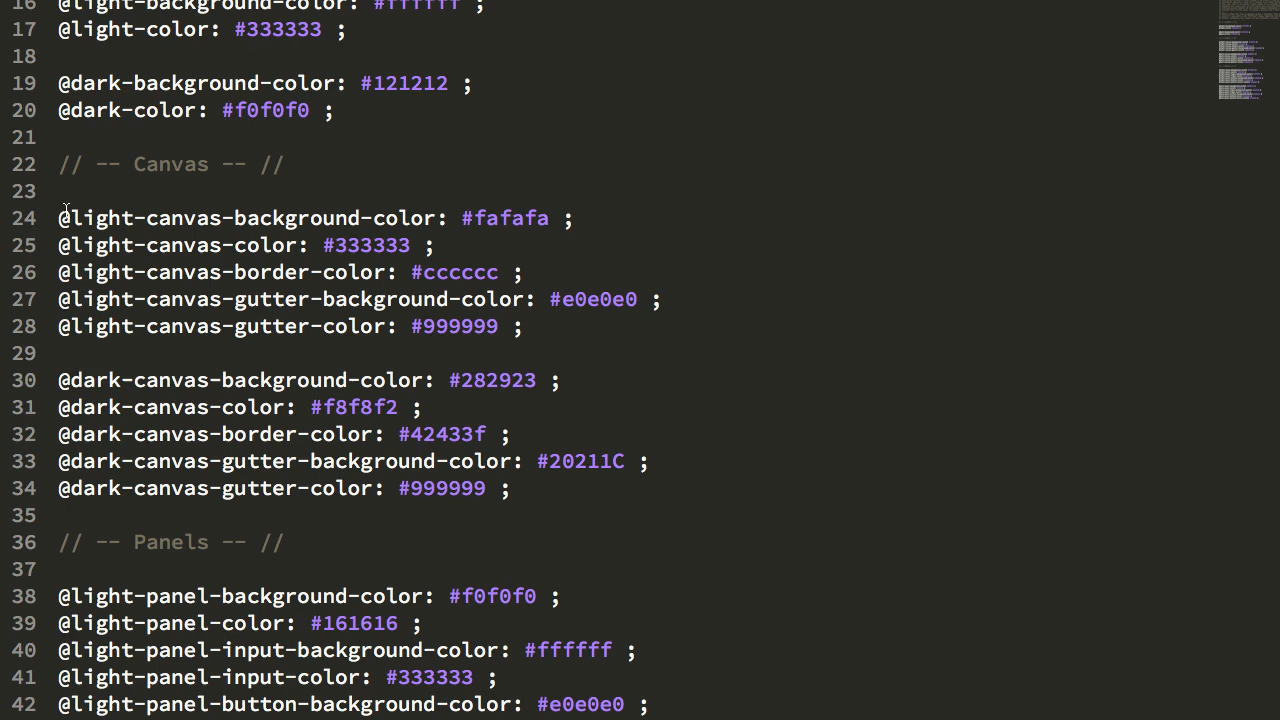 16 @light-background-color: #ffffff ;
17 @light-color: #333333 ;
18
19 @dark-background-color: #121212 ;
20 @dark-color: #f0f0f0 ;
21
22 // -- Canvas -- //
23
24 @light-canvas-background-color: #fafafa ;
25 @light-canvas-color: #333333 ;
26 @light-canvas-border-color: #cccccc ;
27 @light-canvas-gutter-background-color: #e0e0e0 ;
28 @light-canvas-gutter-color: #999999 ;
29
30 @dark-canvas-background-color: #282923 ;
31 @dark-canvas-color: #f8f8f2 ;
32 @dark-canvas-border-color: #42433f ;
33 @dark-canvas-gutter-background-color: #20211C ;
34 @dark-canvas-gutter-color: #999999 ;
35
36 // -- Panels -- //
37
38 @light-panel-background-color: #f0f0f0 ;
39 @light-panel-color: #161616 ;
40 @light-panel-input-background-color: #ffffff ;
41 @light-panel-input-color: #333333 ;
42 @light-panel-button-background-color: #e0e0e0 ;